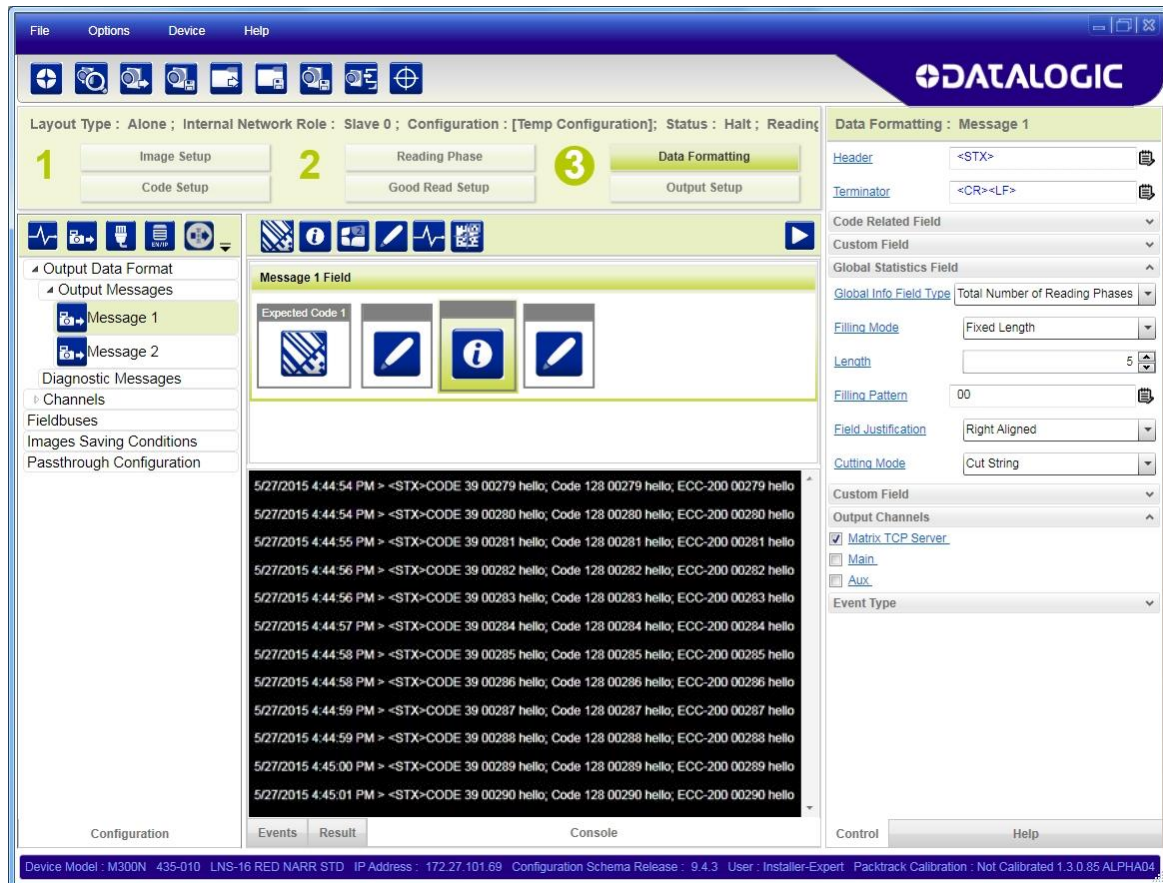 File Options Device Help
DATALOGIC
Layout Type : Alone ; Internal Network Role : Slave 0 ; Configuration : [Temp Configuration]; Status : Halt ; Reading
1 Image Setup 2 Reading Phase 3 Data Formatting
Code Setup Good Read Setup Output Setup
EN/IP
Output Data Format
Output Messages
Message 1
Message 2
Diagnostic Messages
Channels
Fieldbuses
Images Saving Conditions
Passthrough Configuration
Configuration
Message 1 Field
Expected Code 1
5/27/2015 4:44:54 PM > <STX>CODE 39 00279 hello; Code 128 00279 hello; ECC-200 00279 hello
5/27/2015 4:44:54 PM > <STX>CODE 39 00280 hello; Code 128 00280 hello; ECC-200 00280 hello
5/27/2015 4:44:55 PM > <STX>CODE 39 00281 hello; Code 128 00281 hello; ECC-200 00281 hello
5/27/2015 4:44:56 PM > <STX>CODE 39 00282 hello; Code 128 00282 hello; ECC-200 00282 hello
5/27/2015 4:44:56 PM > <STX>CODE 39 00283 hello; Code 128 00283 hello; ECC-200 00283 hello
5/27/2015 4:44:57 PM > <STX>CODE 39 00284 hello; Code 128 00284 hello; ECC-200 00284 hello
5/27/2015 4:44:58 PM > <STX>CODE 39 00285 hello; Code 128 00285 hello; ECC-200 00285 hello
5/27/2015 4:44:58 PM > <STX>CODE 39 00286 hello; Code 128 00286 hello; ECC-200 00286 hello
5/27/2015 4:44:59 PM > <STX>CODE 39 00287 hello; Code 128 00287 hello; ECC-200 00287 hello
5/27/2015 4:44:59 PM > <STX>CODE 39 00288 hello; Code 128 00288 hello; ECC-200 00288 hello
5/27/2015 4:45:00 PM > <STX>CODE 39 00289 hello; Code 128 00289 hello; ECC-200 00289 hello
5/27/2015 4:45:01 PM > <STX>CODE 39 00290 hello; Code 128 00290 hello; ECC-200 00290 hello
Events Result Console
Data Formatting : Message 1
Header <STX>
Terminator <CR><LF>
Code Related Field
Custom Field
Global Statistics Field
Global Info Field Type Total Number of Reading Phases
Filling Mode Fixed Length
Length 5
Filling Pattern 00
Field Justification Right Aligned
Cutting Mode Cut String
Custom Field
Output Channels
Matrix TCP Server
Main
Aux
Event Type
Control Help
Device Model : M300N 435-010 LNS-16 RED NARR STD IP Address : 172.27.101.69 Configuration Schema Release : 9.4.3 User : Installer-Expert Packtrack Calibration : Not Calibrated 1.3.0.85 ALPHA04